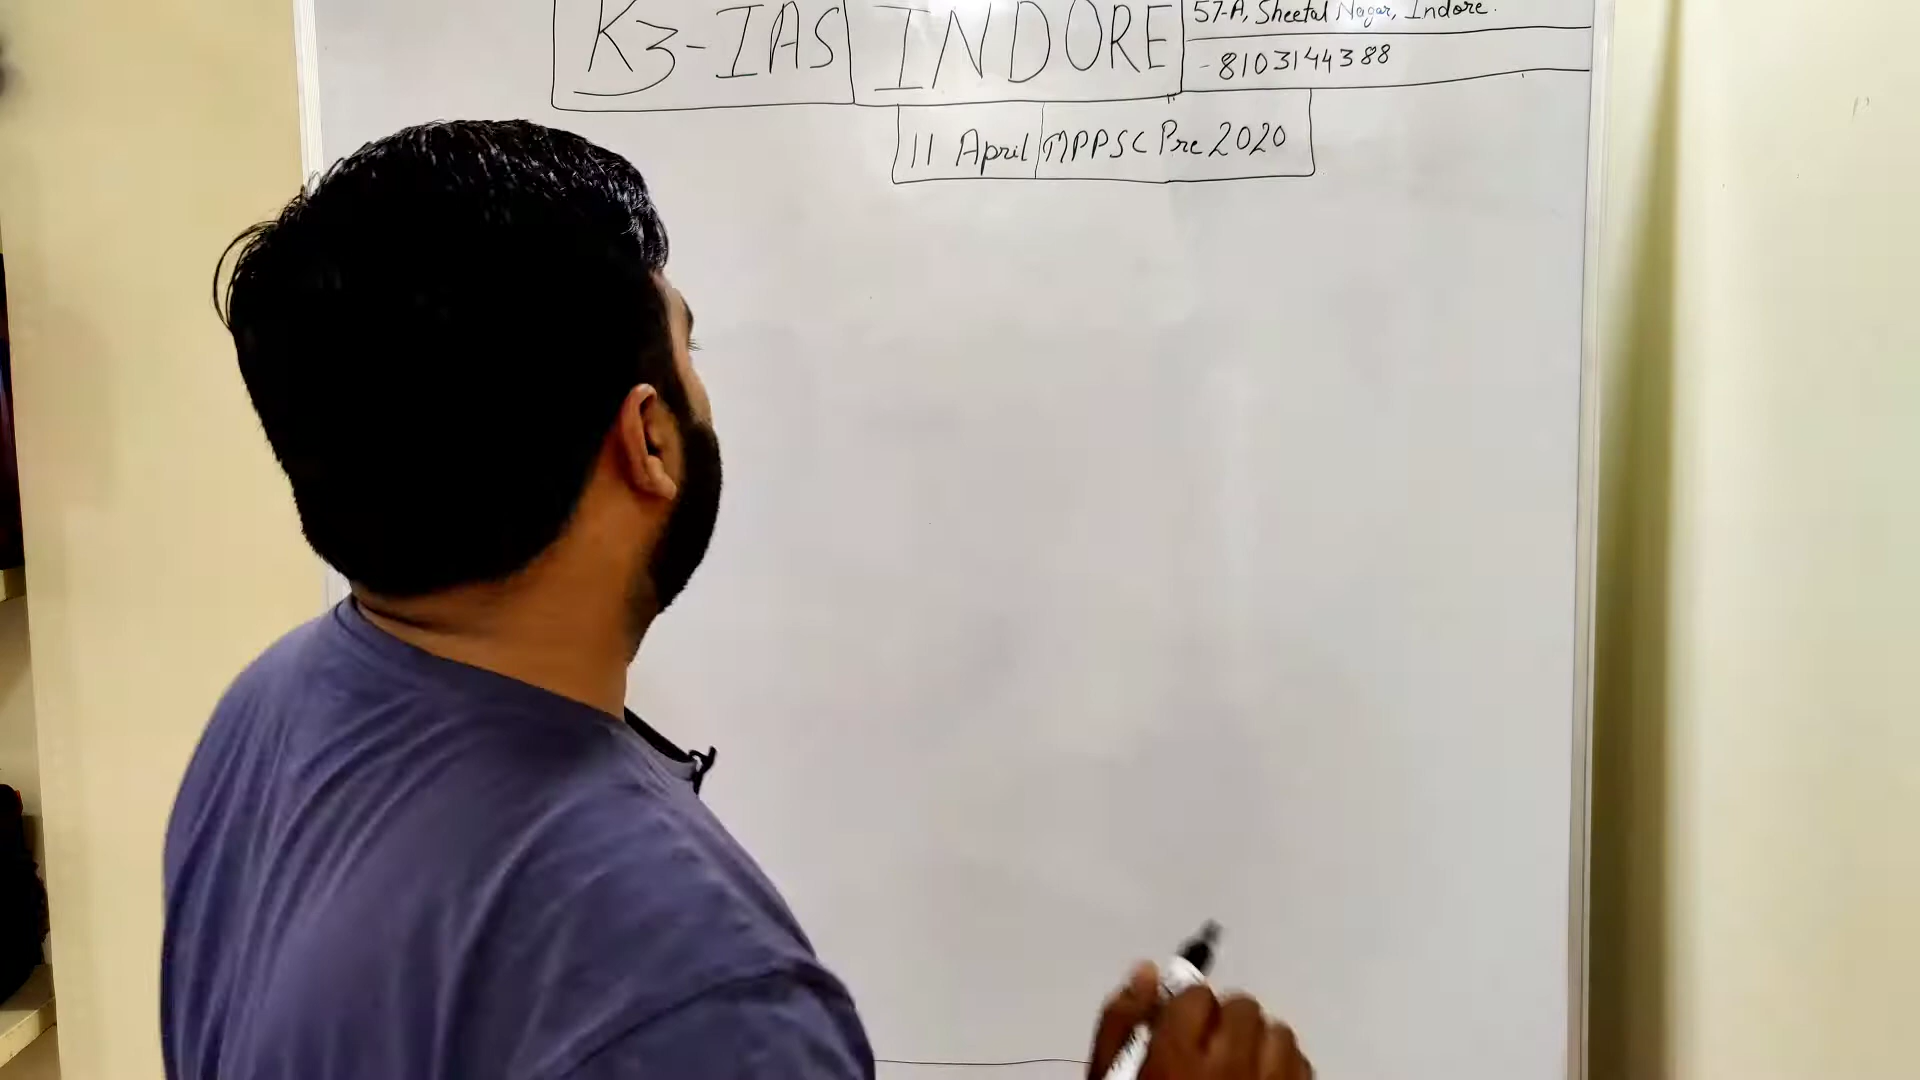 K3-IAS INDORE
57-A, Sheetal Nagar, Indore.
- 8103144388
11 April MPPSC Pre 2020